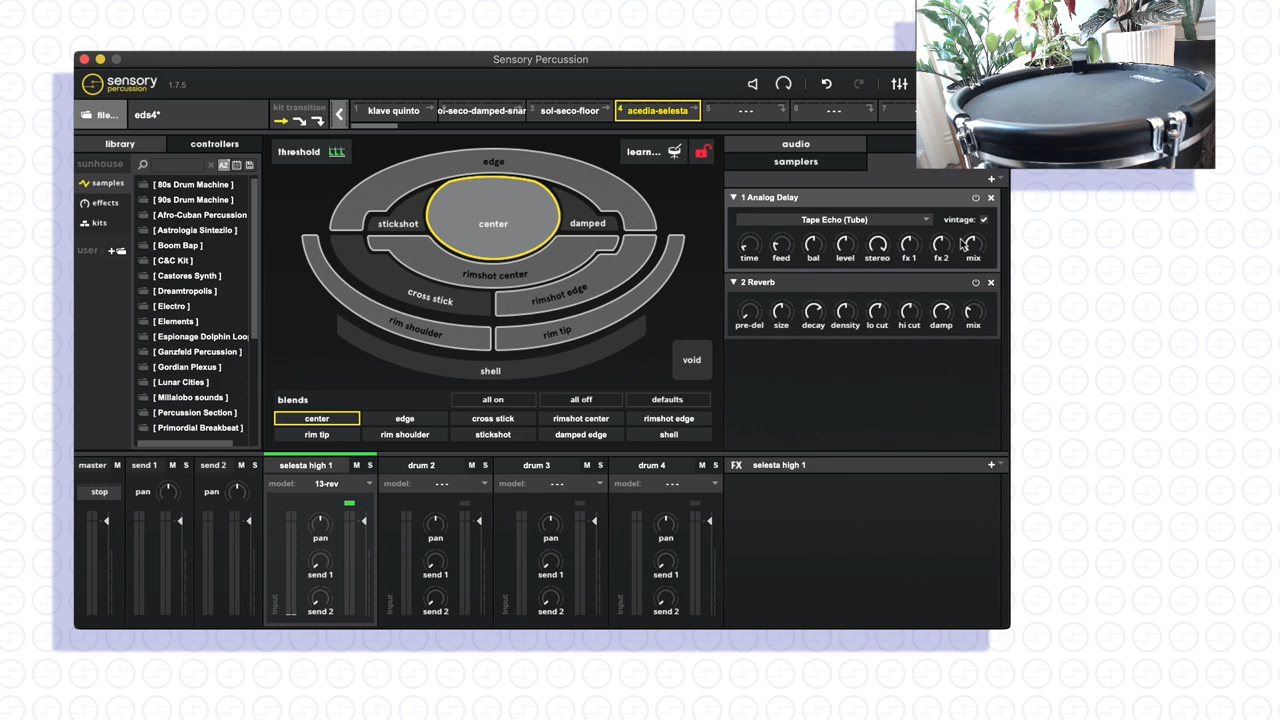 Sensory Percussion
sensory
percussion
1.7.5
file...
eds4*
kit transition
1 klave quinto
ol-seco-damped-snar
3 sol-seco-floor
4 acedia-selesta
5 ---
6 ---
7
library
controllers
threshold
learn...
audio
samplers
sunhouse
AZ
samples
effects
kits
user
[ 80s Drum Machine ]
[ 90s Drum Machine ]
[ Afro-Cuban Percussion
[ Astrologia Sintezilo ]
[ Boom Bap ]
[ C&C Kit ]
[ Castores Synth ]
[ Dreamtropolis ]
[ Electro ]
[ Elements ]
[ Espionage Dolphin Loo
[ Ganzfeld Percussion ]
[ Gordian Plexus ]
[ Lunar Cities ]
[ Millalobo sounds ]
[ Percussion Section ]
[ Primordial Breakbeat ]
edge
stickshot
center
damped
rimshot center
cross stick
rimshot edge
rim shoulder
rim tip
shell
void
blends
all on
all off
defaults
center
edge
cross stick
rimshot center
rimshot edge
rim tip
rim shoulder
stickshot
damped edge
shell
1 Analog Delay
Tape Echo (Tube)
vintage:
time feed bal level stereo fx 1 fx 2 mix
2 Reverb
pre-del size decay density lo cut hi cut damp mix
master M
send 1 M S
send 2 M S
selesta high 1 M S
drum 2 M S
drum 3 M S
drum 4 M S
FX selesta high 1
stop
pan
pan
model: 13-rev
model: ---
model: ---
model: ---
pan
pan
pan
pan
send 1
send 1
send 1
send 1
send 2
send 2
send 2
send 2
Input
Input
Input
Input